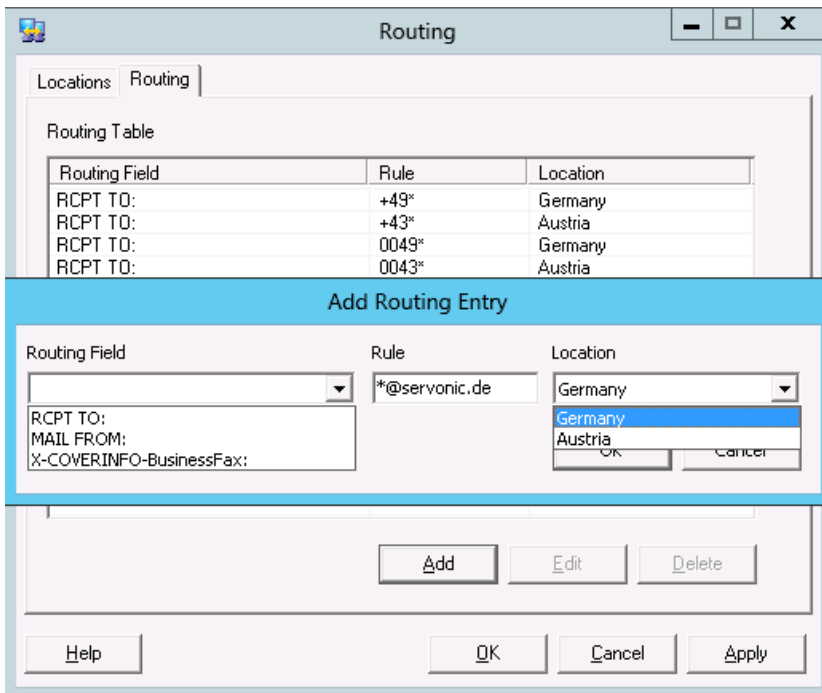 Routing
Locations Routing
Routing Table
Routing Field Rule Location
RCPT TO: +49* Germany
RCPT TO: +43* Austria
RCPT TO: 0049* Germany
RCPT TO: 0043* Austria
Add Routing Entry
Routing Field Rule Location
*@servonic.de Germany
RCPT TO: Germany
MAIL FROM: Austria
X-COVERINFO-BusinessFax: OK Cancel
Add Edit Delete
Help OK Cancel Apply